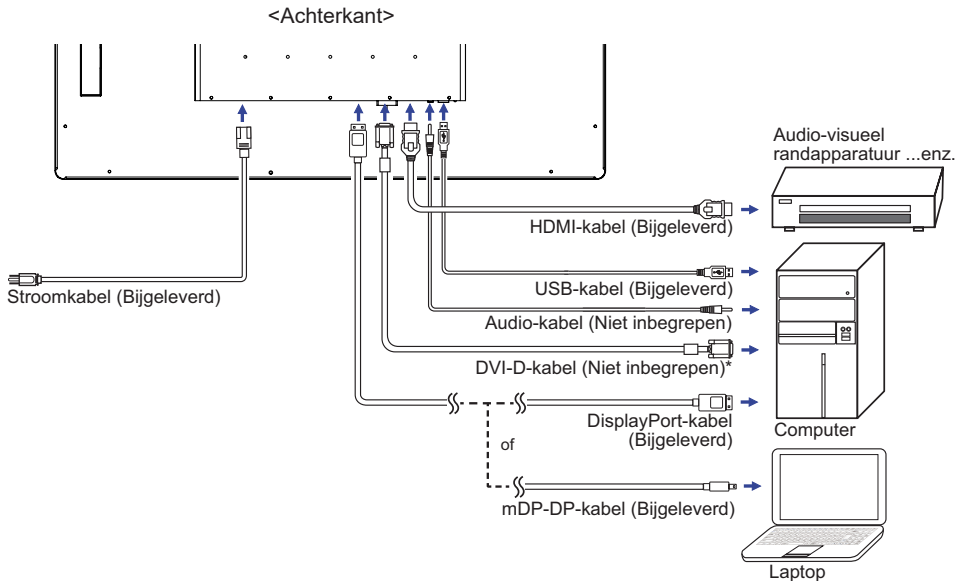 <Achterkant>
Audio-visueel
randapparatuur ...enz.
HDMI-kabel (Bijgeleverd)
Stroomkabel (Bijgeleverd)
USB-kabel (Bijgeleverd)
Audio-kabel (Niet inbegrepen)
DVI-D-kabel (Niet inbegrepen)*
DisplayPort-kabel
(Bijgeleverd)
Computer
of
mDP-DP-kabel (Bijgeleverd)
Laptop